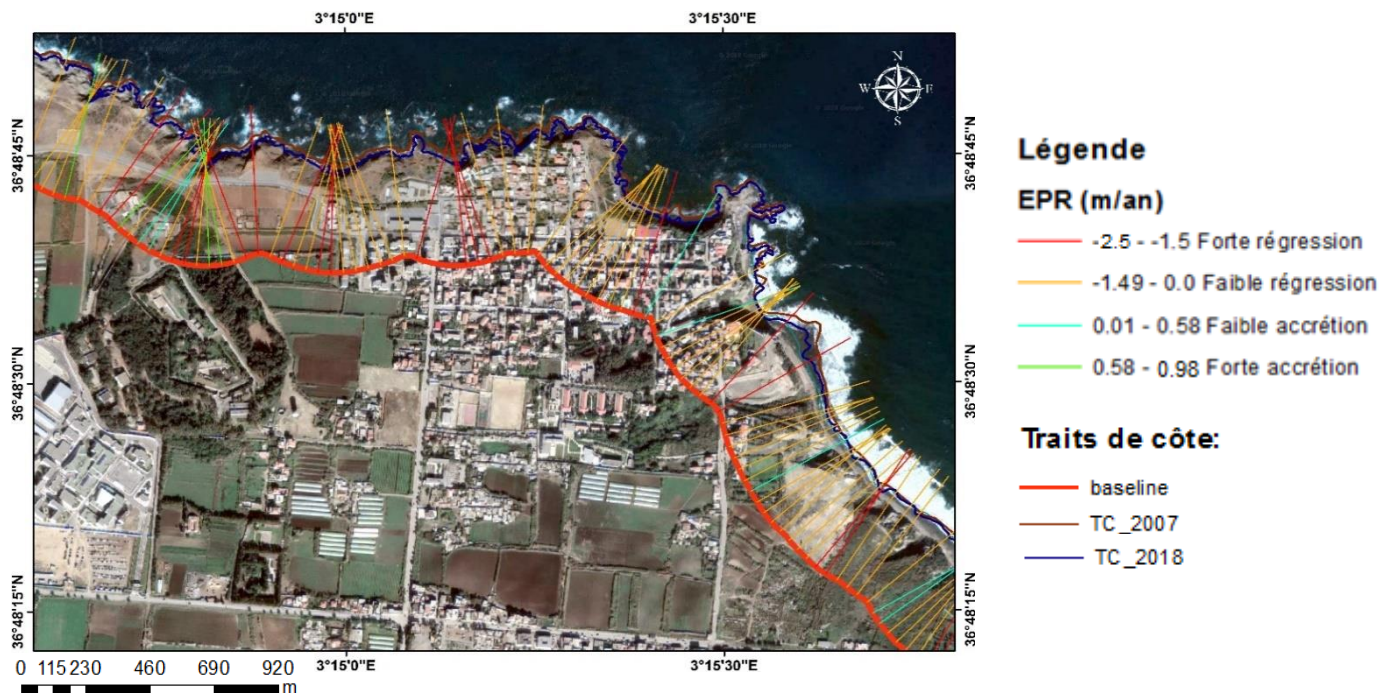 3°15'0"E
3°15'30"E
N
W
E
S
36°48'45"N
36°48'45"N
36°48'30"N
36°48'30"N
36°48'15"N
36°48'15"N
3°15'0"E
3°15'30"E
0 115 230 460 690 920
m
Légende
EPR (m/an)
-2.5 - -1.5 Forte régression
-1.49 - 0.0 Faible régression
0.01 - 0.58 Faible accrétion
0.58 - 0.98 Forte accrétion
Traits de côte:
baseline
TC_2007
TC_2018